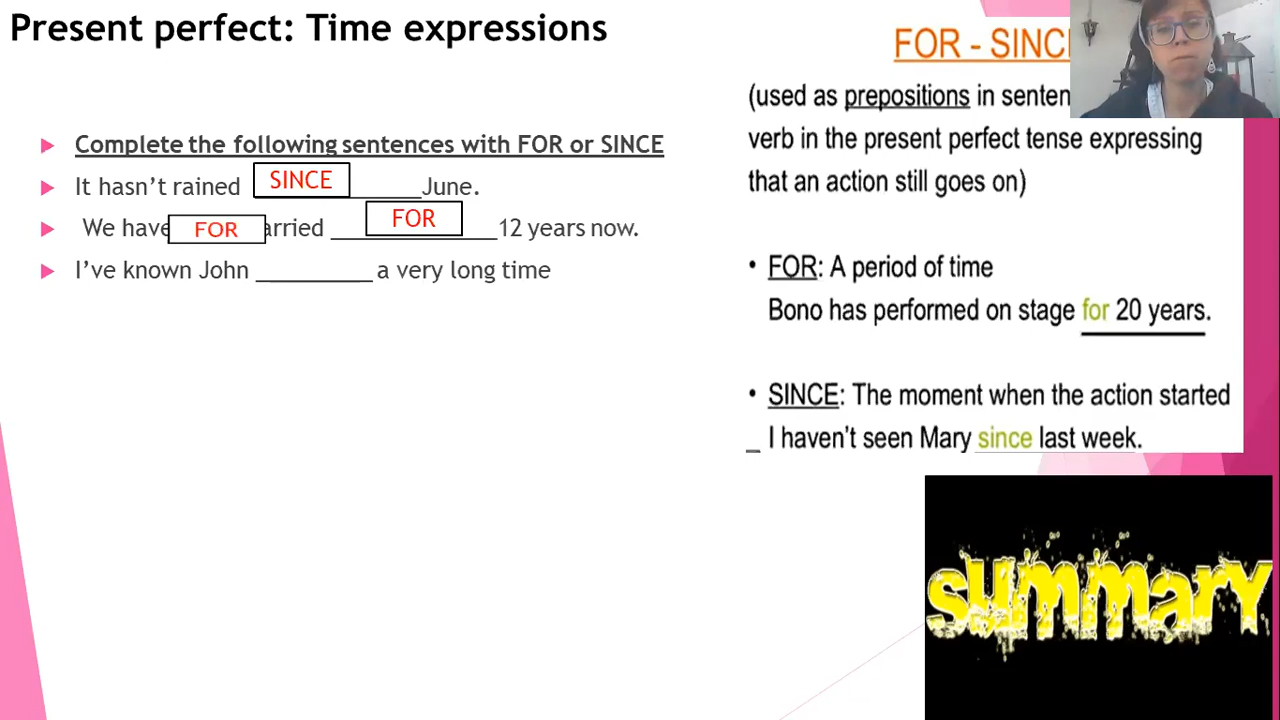 Present perfect: Time expressions
Complete the following sentences with FOR or SINCE
It hasn’t rained SINCE ______June.
We have FOR arried ______________ FOR 12 years now.
I’ve known John __________ a very long time
FOR - SINC
(used as prepositions in senten
verb in the present perfect tense expressing
that an action still goes on)
• FOR: A period of time
Bono has performed on stage for 20 years.
• SINCE: The moment when the action started
_ I haven’t seen Mary since last week.
summary